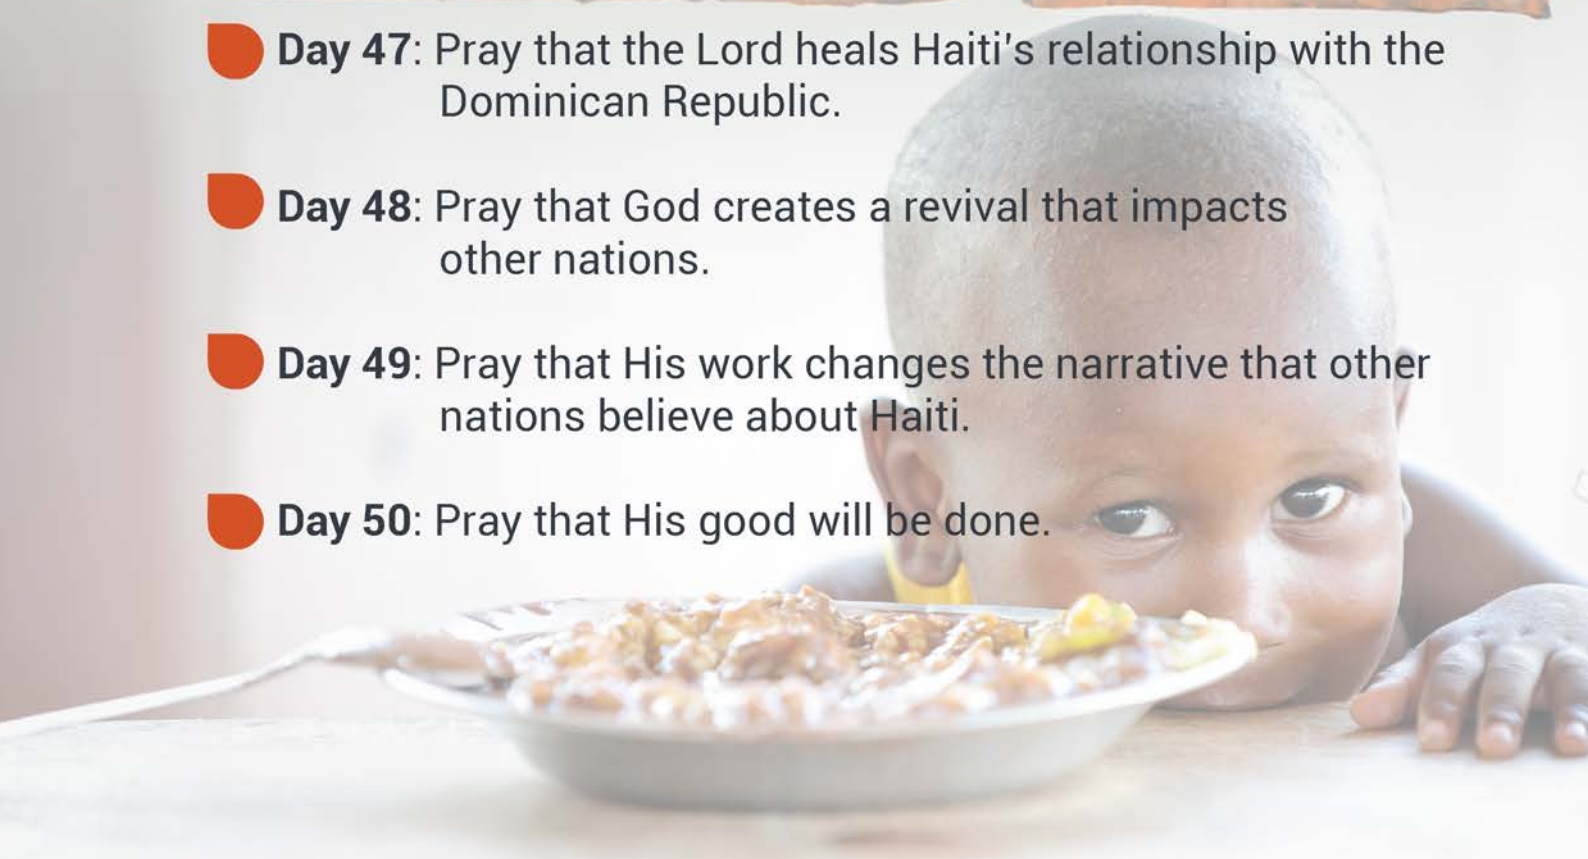 Day 47: Pray that the Lord heals Haiti's relationship with the
Dominican Republic.
Day 48: Pray that God creates a revival that impacts
other nations.
Day 49: Pray that His work changes the narrative that other
nations believe about Haiti.
Day 50: Pray that His good will be done.